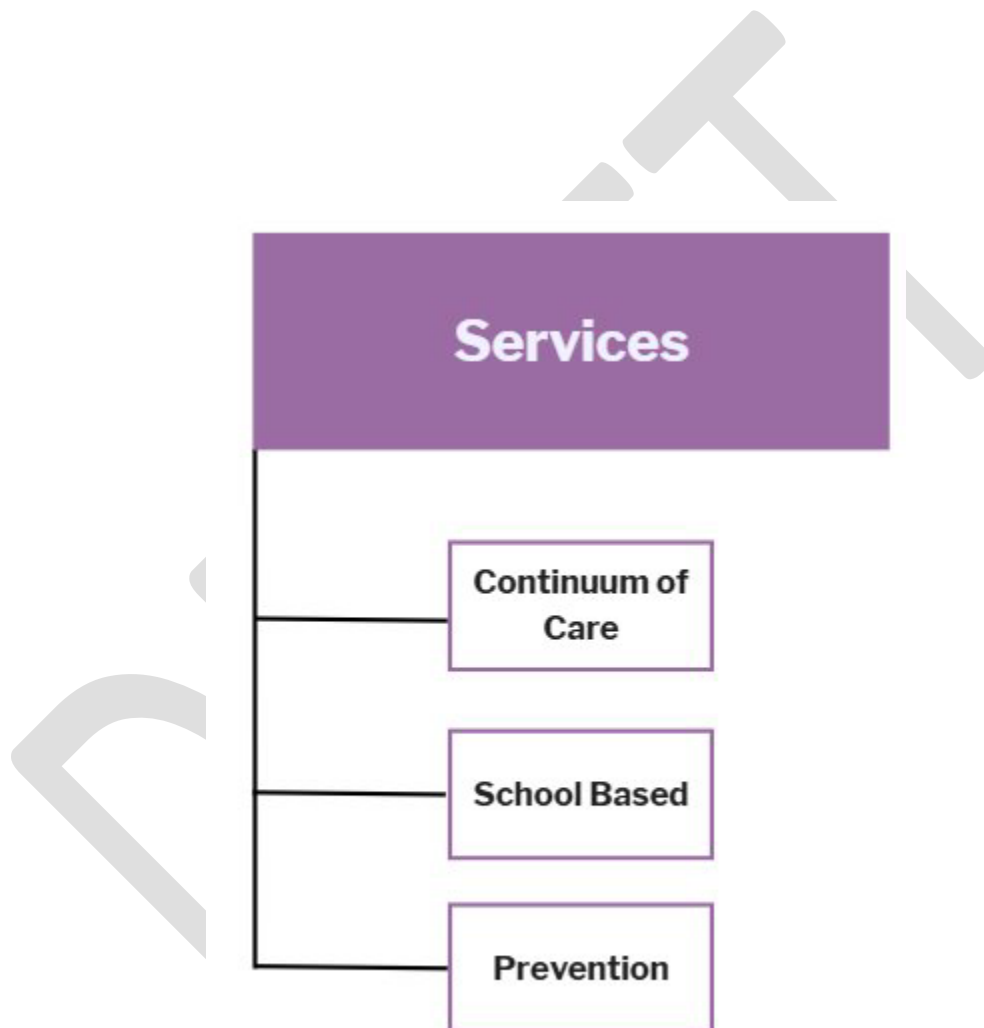 Services
Continuum of
Care
School Based
Prevention